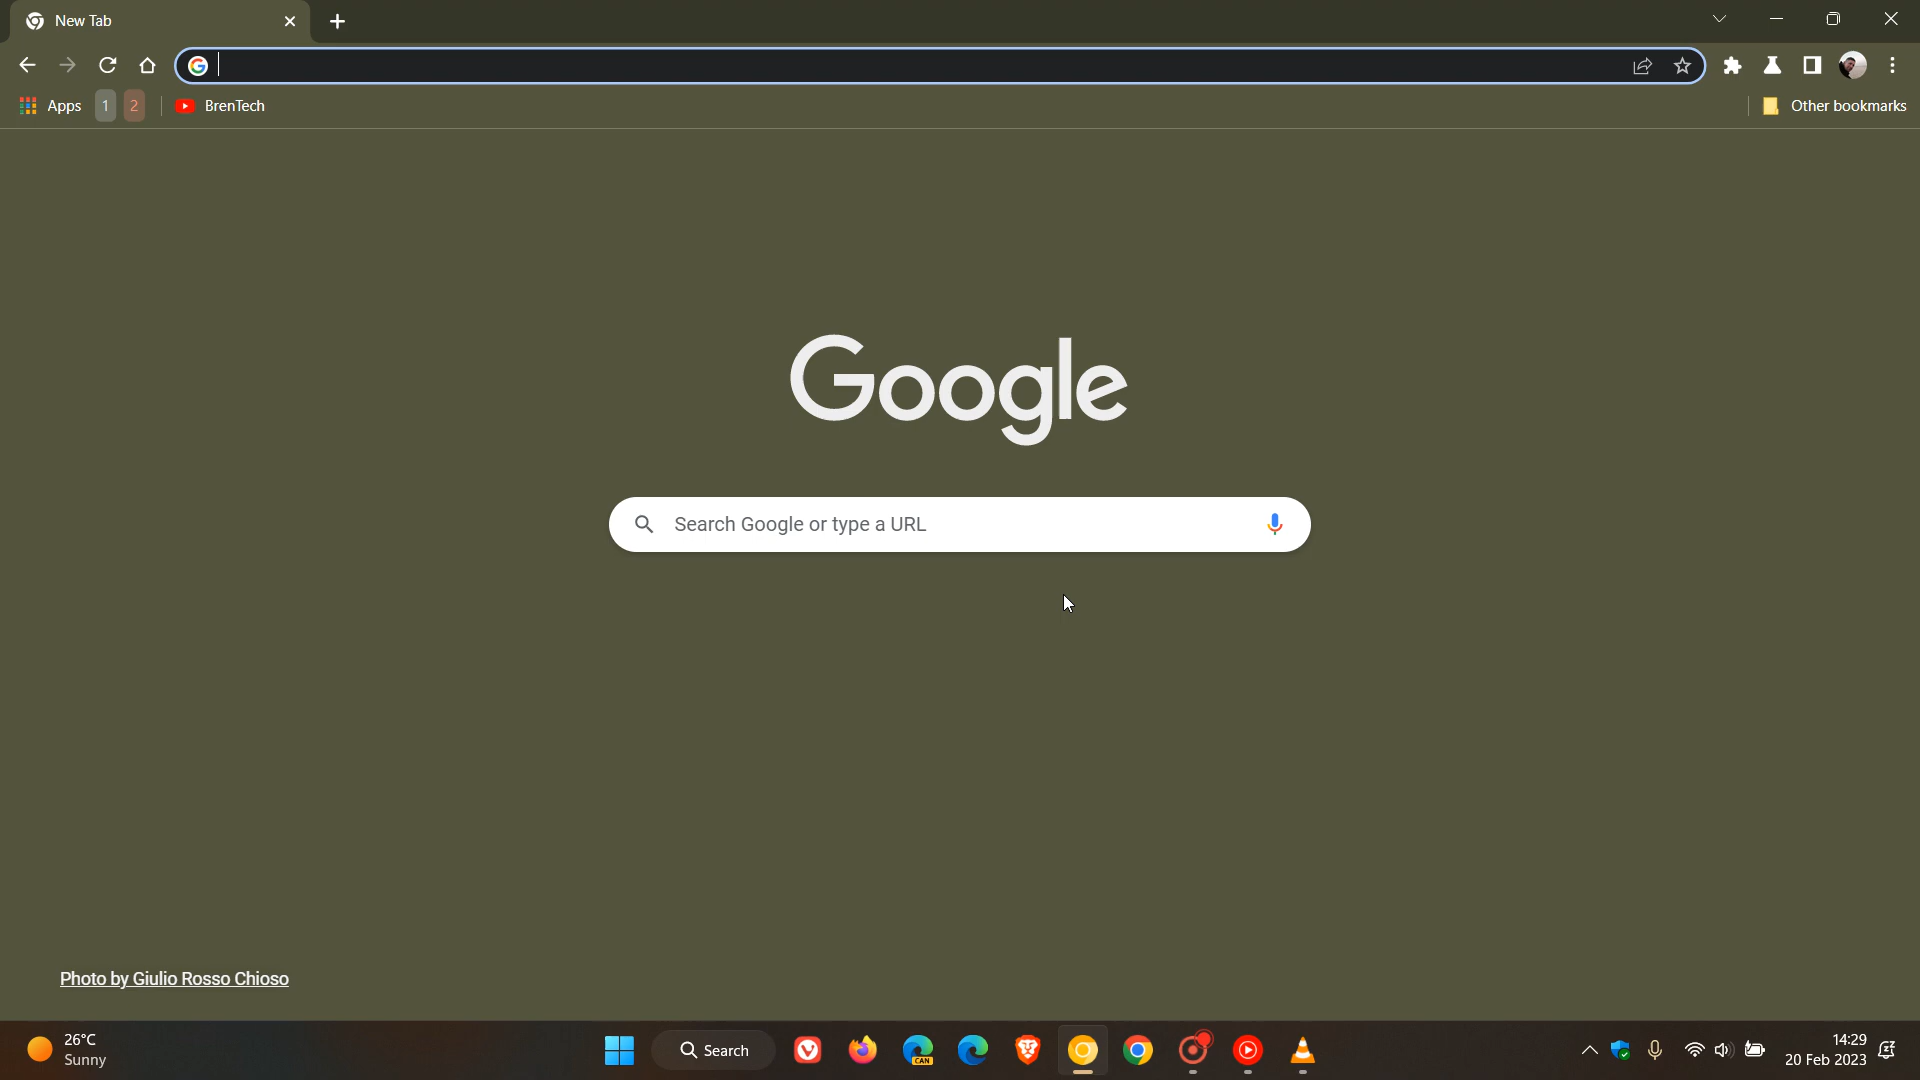 New Tab
Apps
1
2
BrenTech
Other bookmarks
Google
Search Google or type a URL
Photo by Giulio Rosso Chioso
26°C
Sunny
Search
CAN
14:29
20 Feb 2023